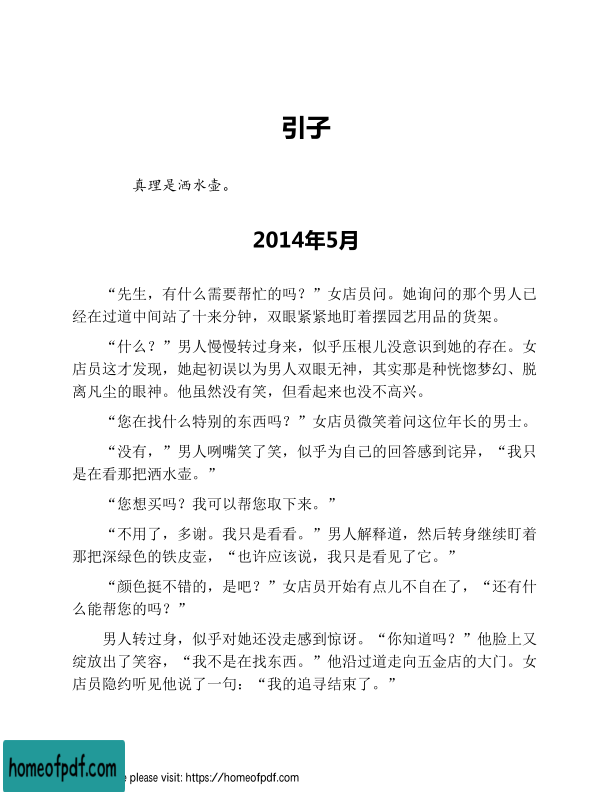 引子
真理是洒水壶。
2014年5月
“先生，有什么需要帮忙的吗？”女店员问。她询问的那个男人已
经在过道中间站了十来分钟，双眼紧紧地盯着摆园艺用品的货架。
“什么？”男人慢慢转过身来，似乎压根儿没意识到她的存在。女
店员这才发现，她起初误以为男人双眼无神，其实那是种恍惚梦幻、脱
离凡尘的眼神。他虽然没有笑，但看起来也没不高兴。
“您在找什么特别的东西吗？”女店员微笑着问这位年长的男士。
“没有，”男人咧嘴笑了笑，似乎为自己的回答感到诧异，“我只
是在看那把洒水壶。”
“您想买吗？我可以帮您取下来。”
“不用了，多谢。我只是看看。”男人解释道，然后转身继续盯着
那把深绿色的铁皮壶，“也许应该说，我只是看见了它。”
“颜色挺不错的，是吧？”女店员开始有点儿不自在了，“还有什
么能帮您的吗？”
男人转过身，似乎对她还没走感到惊讶。“你知道吗？”他脸上又
绽放出了笑容，“我不是在找东西。”他沿过道走向五金店的大门。女
店员隐约听见他说了一句：“我的追寻结束了。”
homeofpdf.com
e please visit: https://homeofpdf.com